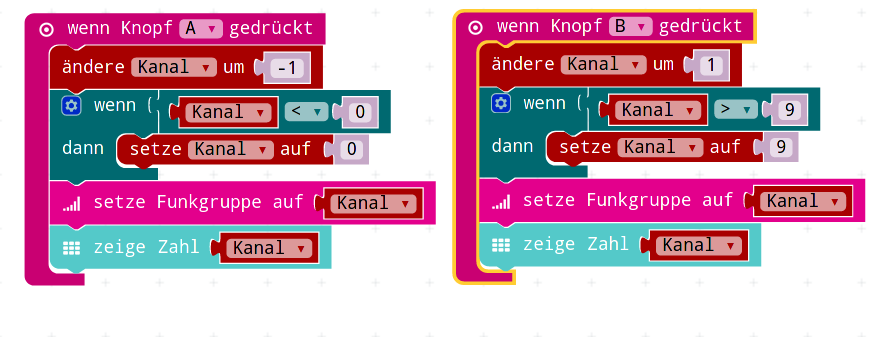 wenn Knopf A gedrückt
ändere Kanal um -1
wenn ( Kanal < 0
dann setze Kanal auf 0
setze Funkgruppe auf Kanal
zeige Zahl Kanal
wenn Knopf B gedrückt
ändere Kanal um 1
wenn ( Kanal > 9
dann setze Kanal auf 9
setze Funkgruppe auf Kanal
zeige Zahl Kanal